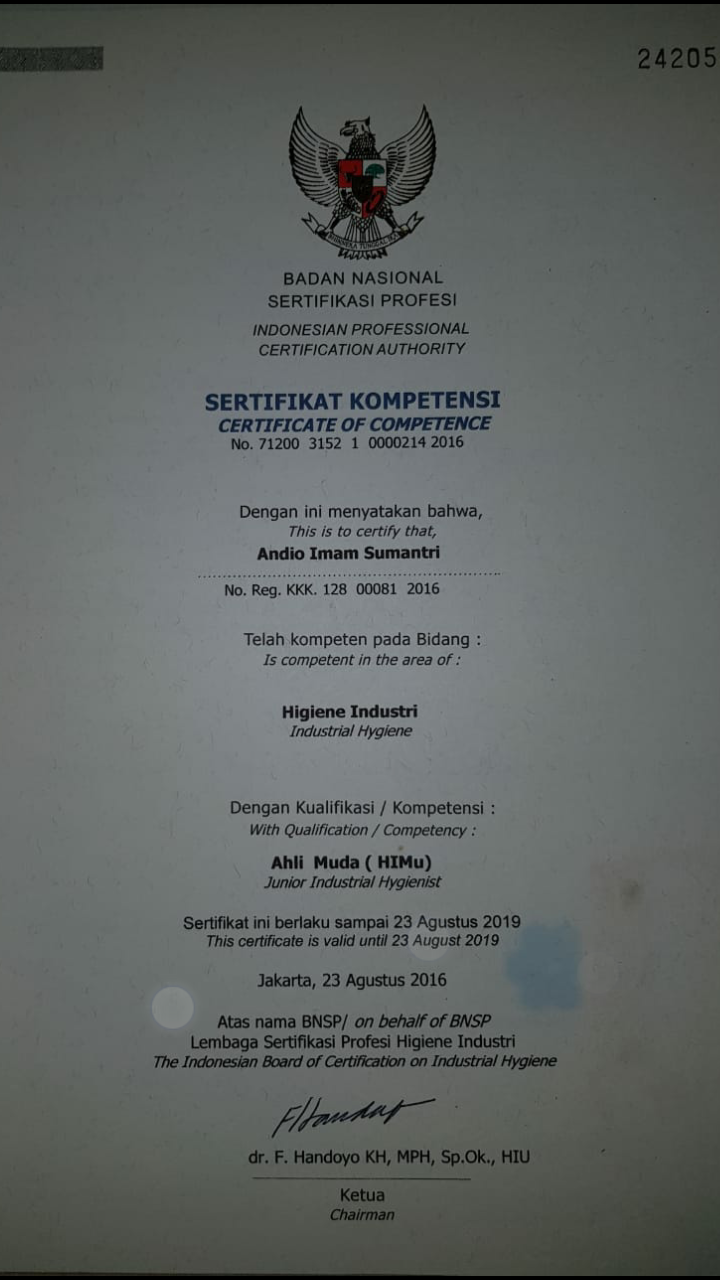 24205
BHINNEKA TUNGGAL IKA
BADAN NASIONAL
SERTIFIKASI PROFESI
INDONESIAN PROFESSIONAL
CERTIFICATION AUTHORITY
SERTIFIKAT KOMPETENSI
CERTIFICATE OF COMPETENCE
No. 71200 3152 1 0000214 2016
Dengan ini menyatakan bahwa,
This is to certify that,
Andio Imam Sumantri
No. Reg. KKK. 128 00081 2016
Telah kompeten pada Bidang :
Is competent in the area of :
Higiene Industri
Industrial Hygiene
Dengan Kualifikasi / Kompetensi :
With Qualification / Competency :
Ahli Muda ( HIMu)
Junior Industrial Hygienist
Sertifikat ini berlaku sampai 23 Agustus 2019
This certificate is valid until 23 August 2019
Jakarta, 23 Agustus 2016
Atas nama BNSP/ on behalf of BNSP
Lembaga Sertifikasi Profesi Higiene Industri
The Indonesian Board of Certification on Industrial Hygiene
dr. F. Handoyo KH, MPH, Sp.Ok., HIU
Ketua
Chairman